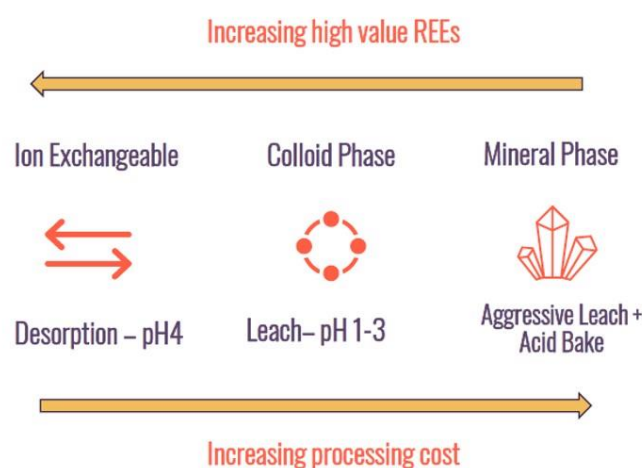 Increasing high value REEs
Ion Exchangeable
Colloid Phase
Mineral Phase
Desorption – pH4
Leach– pH 1-3
Aggressive Leach +
Acid Bake
Increasing processing cost